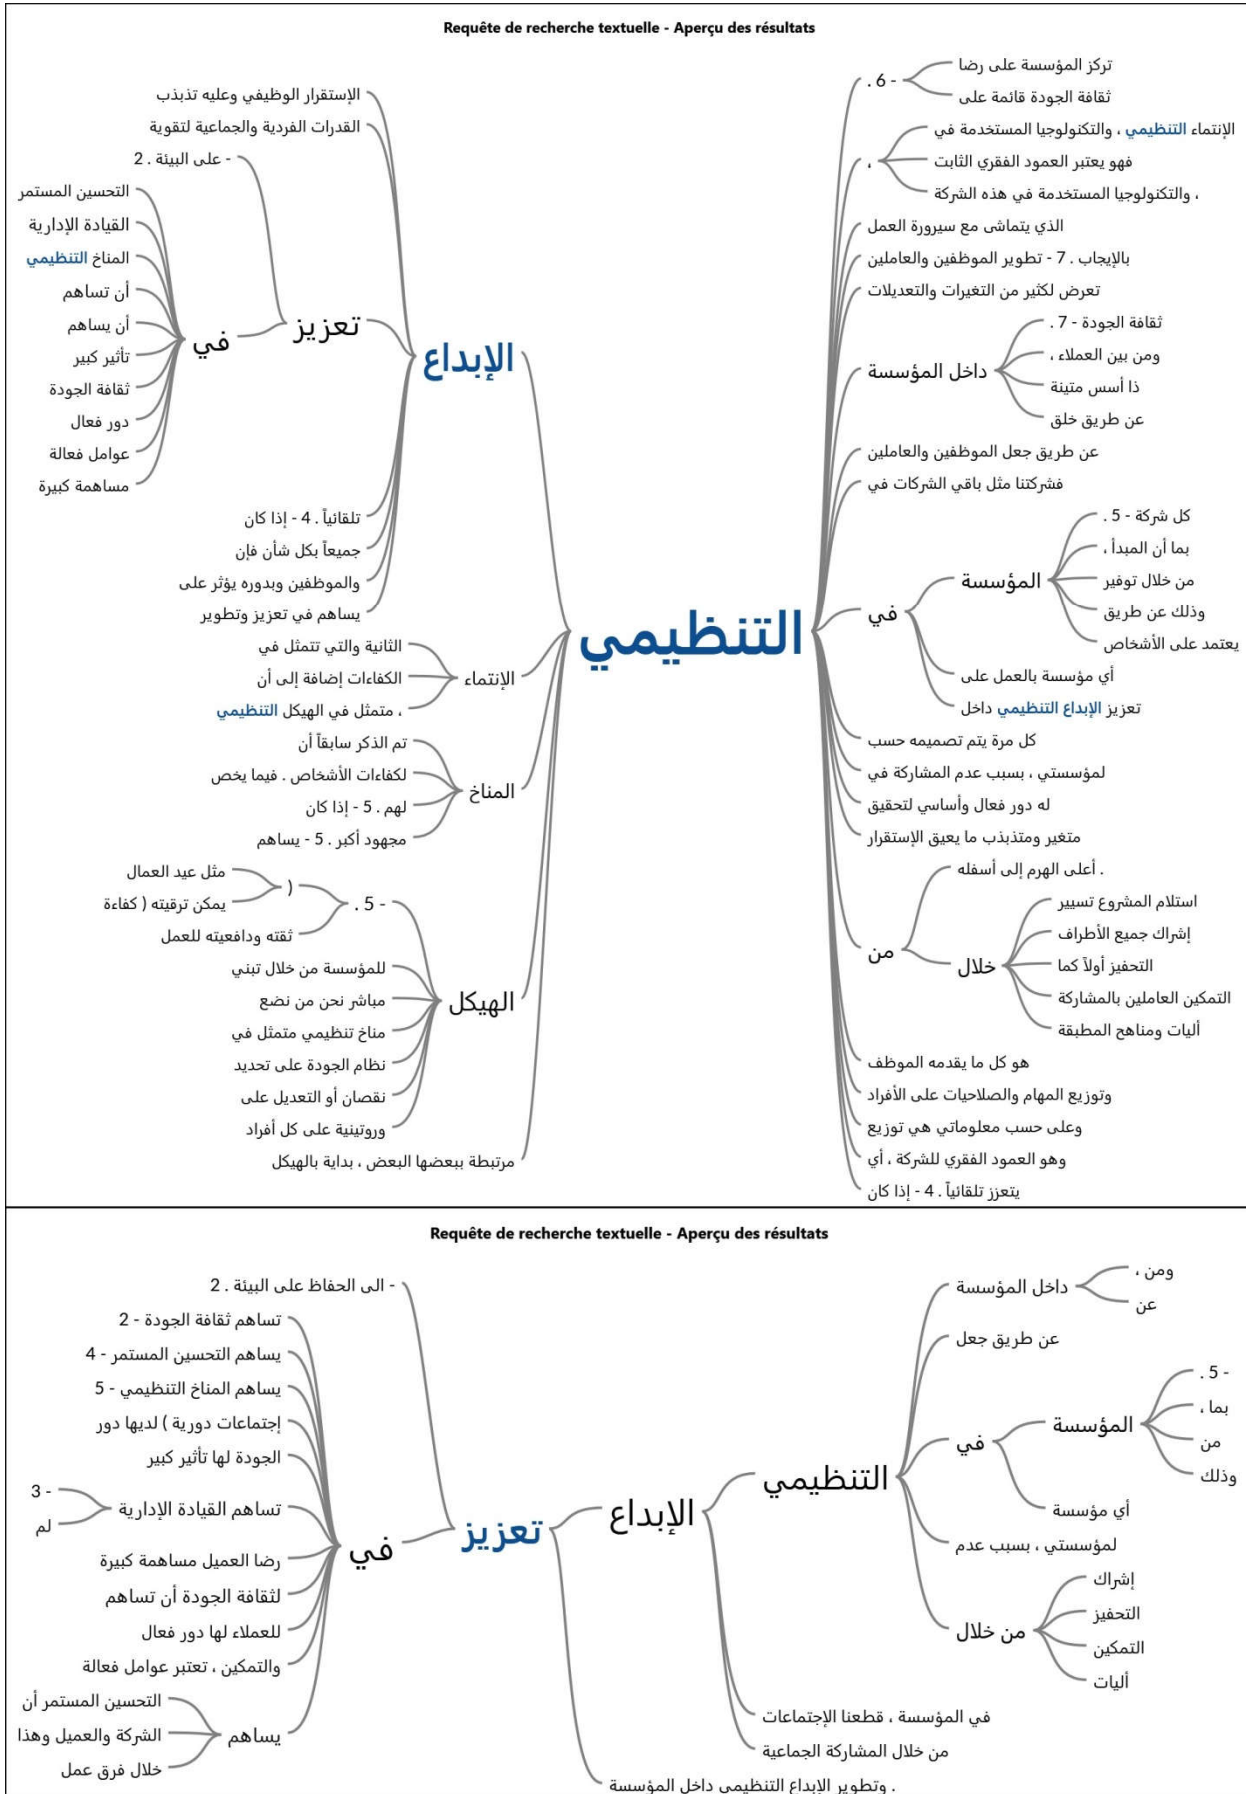 Requête de recherche textuelle - Aperçu des résultats
تركز المؤسسة على رضا
ثقافة الجودة قائمة على
- 6 .
الإنتماء التنظيمي ، والتكنولوجيا المستخدمة في
فهو يعتبر العمود الفقري الثابت
، والتكنولوجيا المستخدمة في هذه الشركة
،
الذي يتماشى مع سيرورة العمل
بالإيجاب . 7 - تطوير الموظفين والعاملين
تعرض لكثير من التغيرات والتعديلات
ثقافة الجودة - 7 .
ومن بين العملاء ،
ذا أسس متينة
عن طريق خلق
داخل المؤسسة
عن طريق جعل الموظفين والعاملين
فشركتنا مثل باقي الشركات في
كل شركة - 5 .
بما أن المبدأ ،
من خلال توفير
وذلك عن طريق
يعتمد على الأشخاص
المؤسسة
في
أي مؤسسة بالعمل على
تعزيز الإبداع التنظيمي داخل
كل مرة يتم تصميمه حسب
لمؤسستي ، بسبب عدم المشاركة في
له دور فعال وأساسي لتحقيق
متغير ومتذبذب ما يعيق الإستقرار
. أعلى الهرم إلى أسفله
استلام المشروع تسيير
إشراك جميع الأطراف
التحفيز أولاً كما
التمكين العاملين بالمشاركة
أليات ومناهج المطبقة
خلال
من
هو كل ما يقدمه الموظف
وتوزيع المهام والصلاحيات على الأفراد
وعلى حسب معلوماتي هي توزيع
وهو العمود الفقري للشركة ، أي
يتعزز تلقائياً . 4 - إذا كان
التنظيمي
الإبداع
الإستقرار الوظيفي وعليه تذبذب
القدرات الفردية والجماعية لتقوية
تعزيز
- على البيئة . 2
في
التحسين المستمر
القيادة الإدارية
المناخ التنظيمي
أن تساهم
أن يساهم
تأثير كبير
ثقافة الجودة
دور فعال
عوامل فعالة
مساهمة كبيرة
تلقائياً . 4 - إذا كان
جميعاً بكل شأن فإن
والموظفين وبدوره يؤثر على
يساهم في تعزيز وتطوير
الإنتماء
الثانية والتي تتمثل في
الكفاءات إضافة إلى أن
، متمثل في الهيكل التنظيمي
المناخ
تم الذكر سابقاً أن
لكفاءات الأشخاص . فيما يخص
لهم . 5 - إذا كان
مجهود أكبر . 5 - يساهم
الهيكل
- 5 .
(
مثل عيد العمال
يمكن ترقيته ( كفاءة
ثقته ودافعيته للعمل
للمؤسسة من خلال تبني
مباشر نحن من نضع
مناخ تنظيمي متمثل في
نظام الجودة على تحديد
نقصان أو التعديل على
وروتينية على كل أفراد
مرتبطة ببعضها البعض ، بداية بالهيكل
Requête de recherche textuelle - Aperçu des résultats
ومن ،
عن
داخل المؤسسة
عن طريق جعل
- 5 .
بما ،
من
وذلك
المؤسسة
في
أي مؤسسة
لمؤسستي ، بسبب عدم
إشراك
التحفيز
التمكين
أليات
من خلال
التنظيمي
الإبداع
في المؤسسة ، قطعنا الإجتماعات
من خلال المشاركة الجماعية
. وتطوير الإبداع التنظيمي داخل المؤسسة
تعزيز
- الى الحفاظ على البيئة . 2
في
تساهم ثقافة الجودة - 2
يساهم التحسين المستمر - 4
يساهم المناخ التنظيمي - 5
إجتماعات دورية ) لديها دور
الجودة لها تأثير كبير
تساهم القيادة الإدارية
- 3
لم
رضا العميل مساهمة كبيرة
لثقافة الجودة أن تساهم
للعملاء لها دور فعال
والتمكين ، تعتبر عوامل فعالة
يساهم
التحسين المستمر أن
الشركة والعميل وهذا
خلال فرق عمل